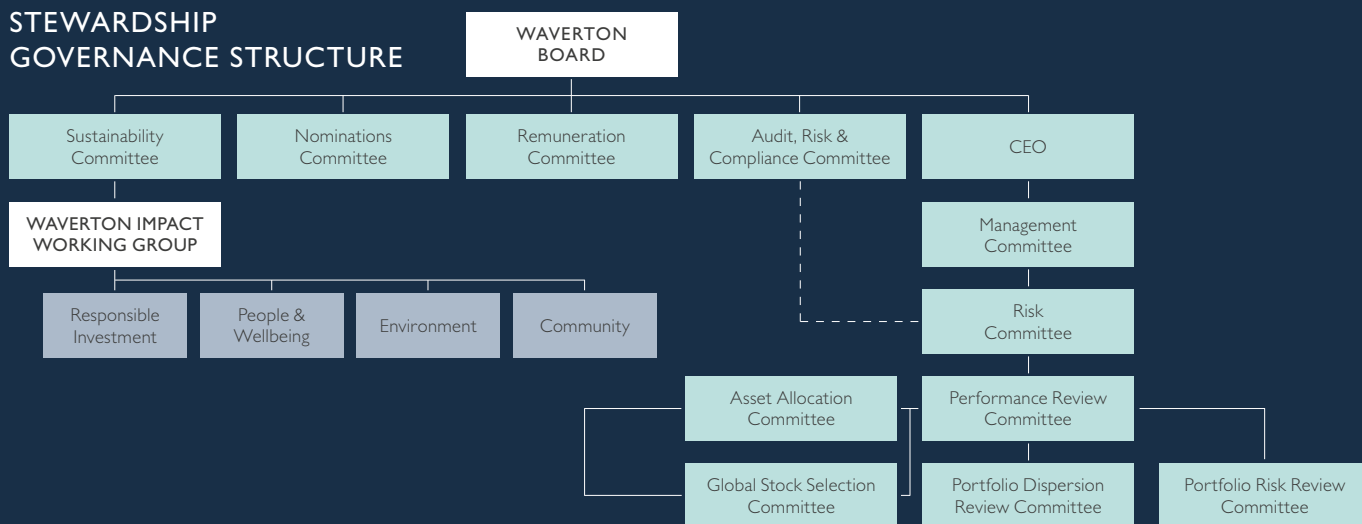 STEWARDSHIP
GOVERNANCE STRUCTURE
WAVERTON
BOARD
Sustainability
Committee
Nominations
Committee
Remuneration
Committee
Audit, Risk &
Compliance Committee
CEO
WAVERTON IMPACT
WORKING GROUP
Management
Committee
Responsible
Investment
People &
Wellbeing
Environment
Community
Risk
Committee
Asset Allocation
Committee
Performance Review
Committee
Global Stock Selection
Committee
Portfolio Dispersion
Review Committee
Portfolio Risk Review
Committee